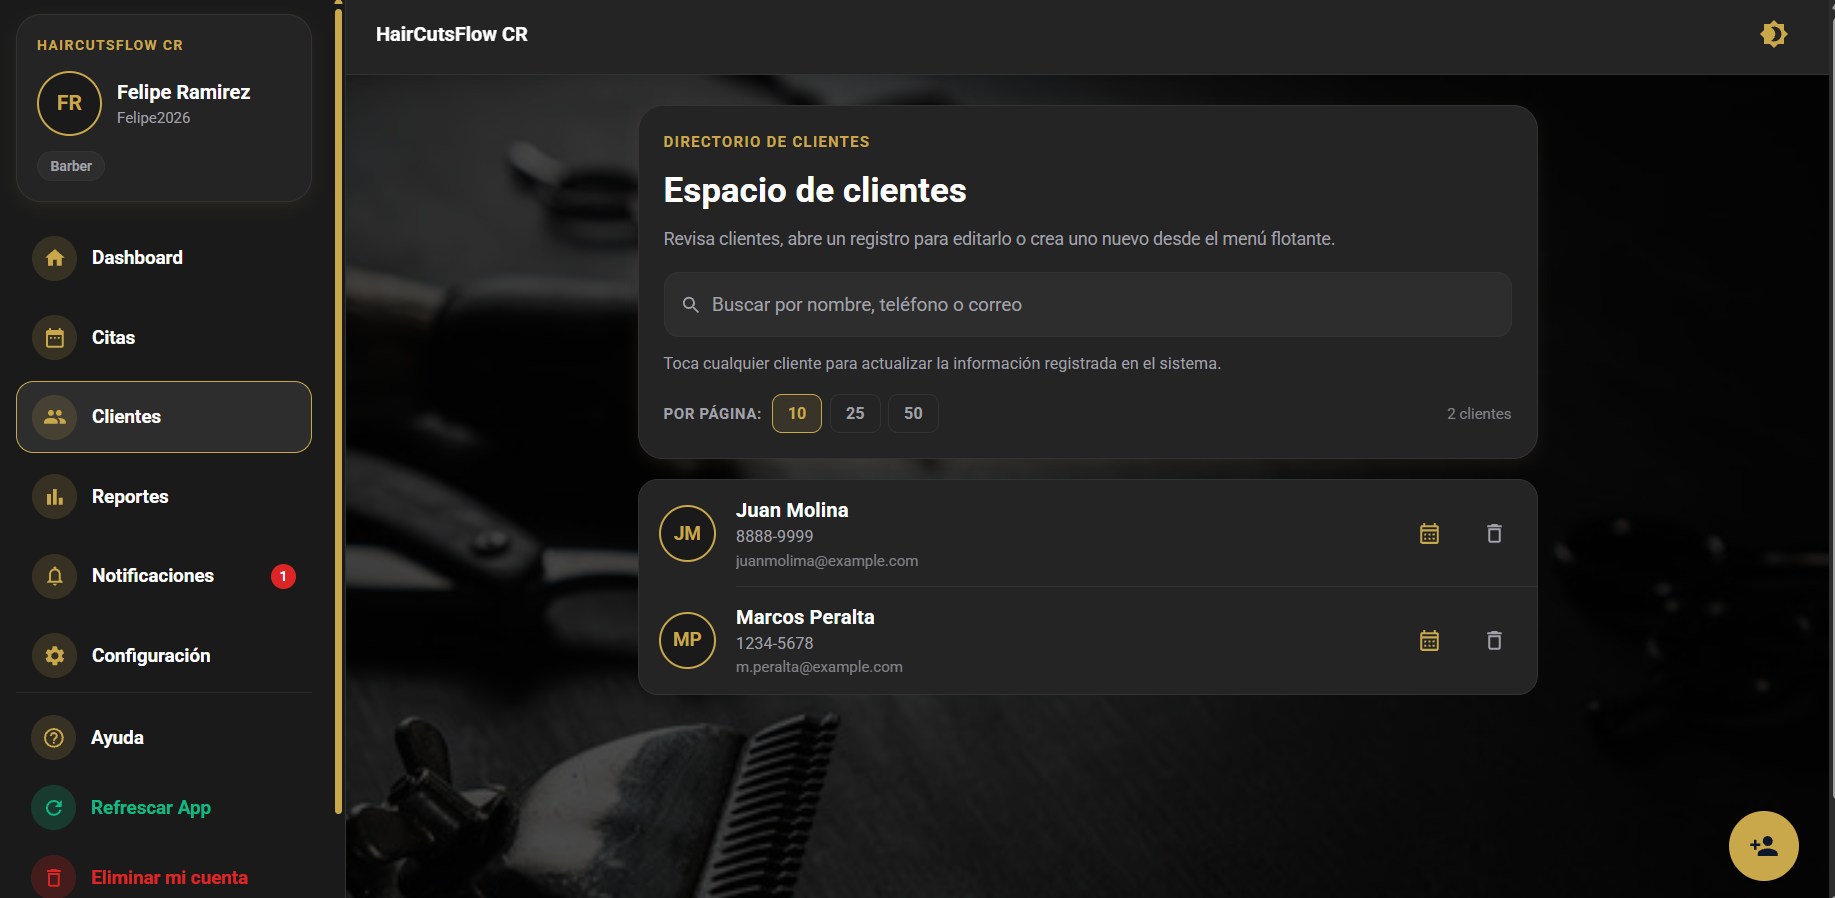 HAIRCUTSFLOW CR
FR
Felipe Ramirez
Felipe2026
Barber
Dashboard
Citas
Clientes
Reportes
Notificaciones
1
Configuración
Ayuda
Refrescar App
Eliminar mi cuenta
HairCutsFlow CR
DIRECTORIO DE CLIENTES
Espacio de clientes
Revisa clientes, abre un registro para editarlo o crea uno nuevo desde el menú flotante.
Buscar por nombre, teléfono o correo
Toca cualquier cliente para actualizar la información registrada en el sistema.
POR PÁGINA: 10 25 50
2 clientes
JM
Juan Molina
8888-9999
juanmolima@example.com
MP
Marcos Peralta
1234-5678
m.peralta@example.com